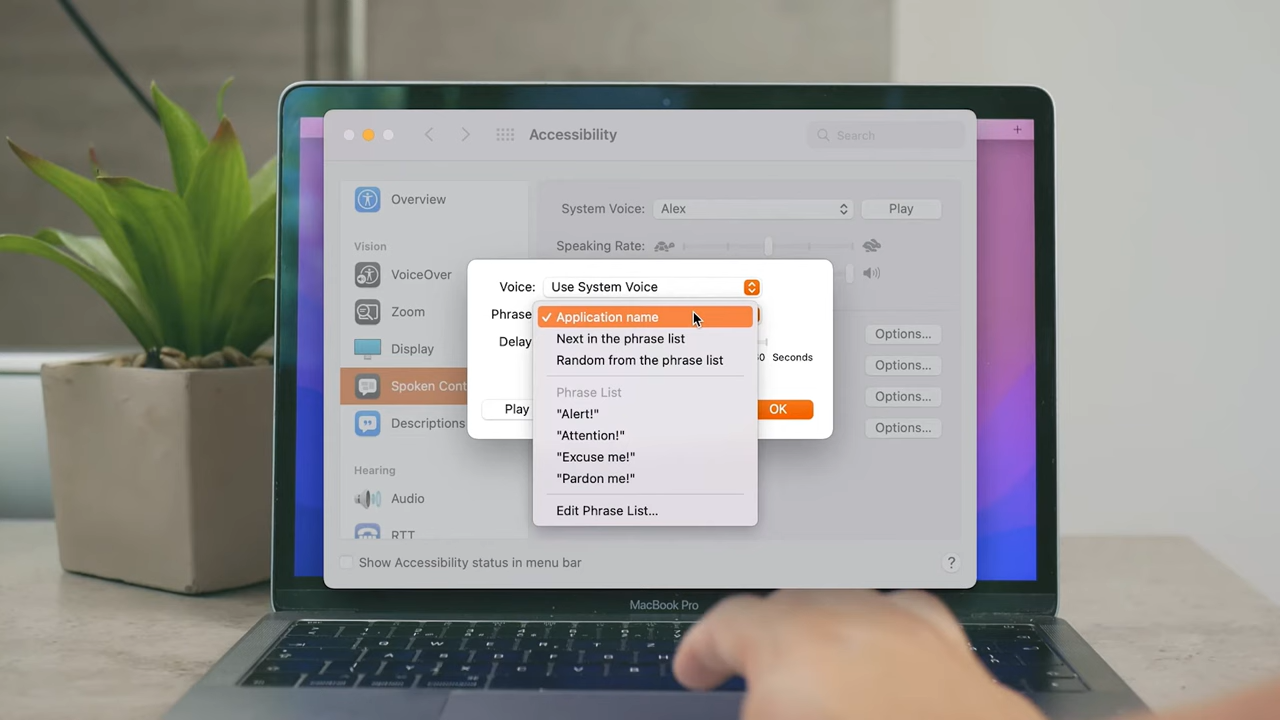 Accessibility
Search
Overview
Vision
VoiceOver
Zoom
Display
Spoken Cont
Descriptions
Hearing
Audio
RTT
System Voice: Alex
Play
Speaking Rate:
Voice: Use System Voice
Phrase
✓ Application name
Next in the phrase list
Random from the phrase list
Phrase List
"Alert!"
"Attention!"
"Excuse me!"
"Pardon me!"
Edit Phrase List...
Delay
Seconds
Play
OK
Options...
Options...
Options...
Options...
Show Accessibility status in menu bar
?
MacBook Pro